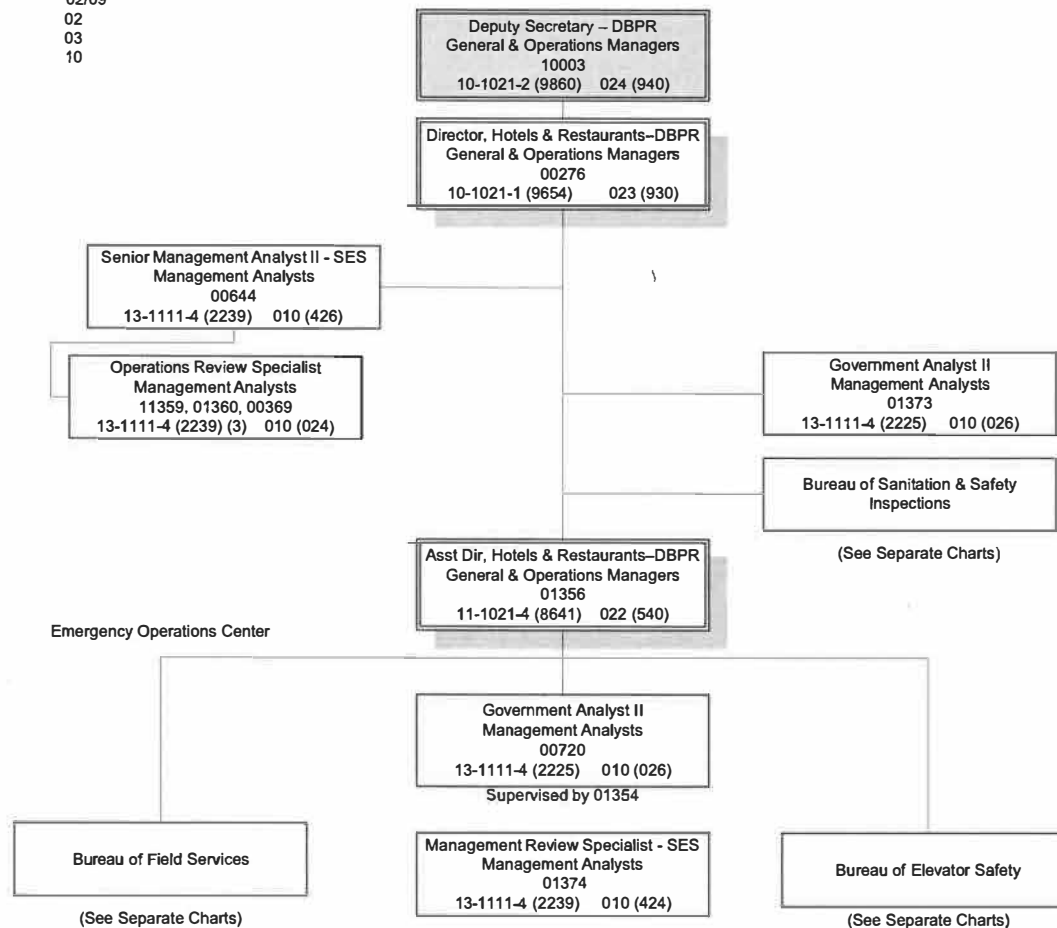 02
03
10
Deputy Secretary – DBPR
General & Operations Managers
10003
10-1021-2 (9860) 024 (940)
Director, Hotels & Restaurants–DBPR
General & Operations Managers
00276
10-1021-1 (9654) 023 (930)
Senior Management Analyst II - SES
Management Analysts
00644
13-1111-4 (2239) 010 (426)
Operations Review Specialist
Management Analysts
11359, 01360, 00369
13-1111-4 (2239) (3) 010 (024)
Government Analyst II
Management Analysts
01373
13-1111-4 (2225) 010 (026)
Bureau of Sanitation & Safety
Inspections
(See Separate Charts)
Asst Dir, Hotels & Restaurants–DBPR
General & Operations Managers
01356
11-1021-4 (8641) 022 (540)
Emergency Operations Center
Government Analyst II
Management Analysts
00720
13-1111-4 (2225) 010 (026)
Supervised by 01354
Bureau of Field Services
(See Separate Charts)
Management Review Specialist - SES
Management Analysts
01374
13-1111-4 (2239) 010 (424)
Bureau of Elevator Safety
(See Separate Charts)